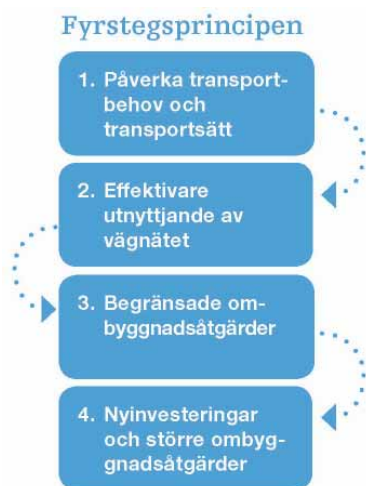 Fyrstegsprincipen
1. Påverka transport-
behov och
transportsätt
2. Effektivare
utnyttjande av
vägnätet
3. Begränsade om-
byggnadsåtgärder
4. Nyinvesteringar
och större ombyg-
gnadsåtgärder